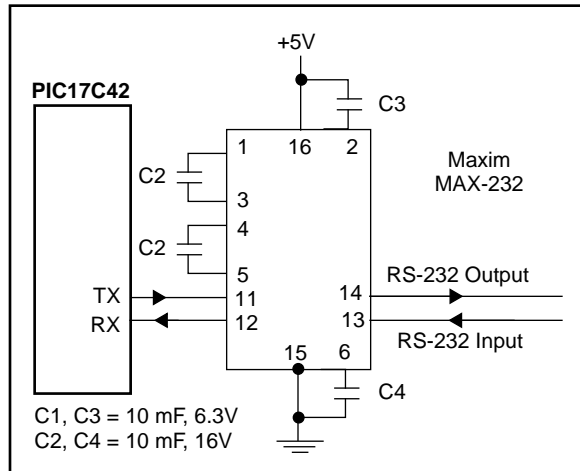 +5V
PIC17C42
C3
1
16
2
Maxim
MAX-232
C2
3
4
C2
5
TX
11
14
RS-232 Output
RX
12
13
RS-232 Input
15
6
C4
C1, C3 = 10 mF, 6.3V
C2, C4 = 10 mF, 16V